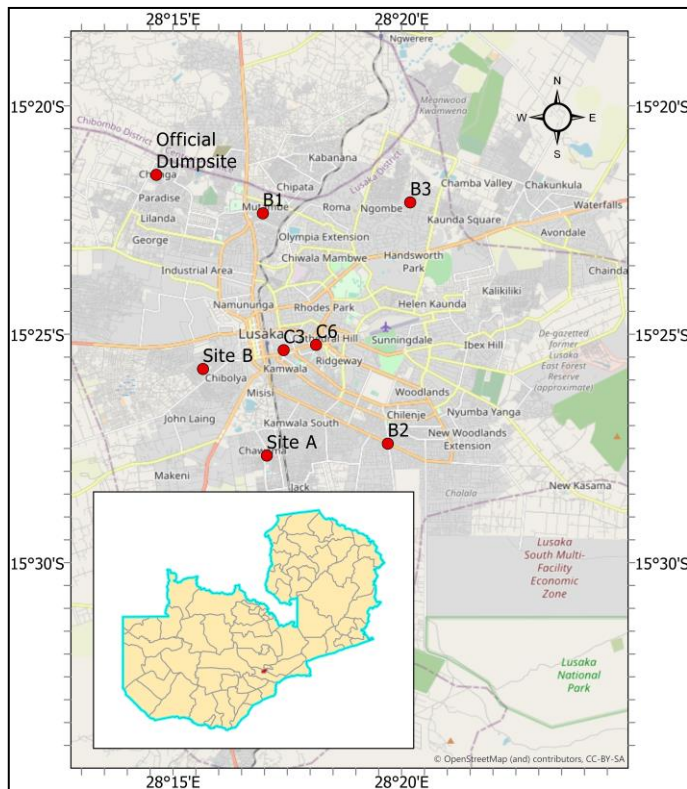 28°15'E 28°20'E
Ngwerere
15°20'S 15°20'S
Meanwood
Kwamwena
N
W E
S
Chibombo District
Official
Dumpsite
Kabanana
Lusaka District
Chipata
Chamba Valley
Chakunkula
Paradise
B1
Roma
Ngombe
B3
Kaunda Square
Waterfalls
Lilanda
George
Olympia Extension
Avondale
Chiwala Mambwe
Handsworth
Park
Industrial Area
Chainda
Kalikiliki
Namununga
Rhodes Park
Helen Kaunda
15°25'S 15°25'S
Lusaka
C3
C6
Sunningdale
Ibex Hill
De-gazetted
former
Lusaka
East Forest
Reserve
(approximate)
Ridgeway
Site B
Kamwala
Chibolya
Misisi
Woodlands
John Laing
Kamwala South
Chilenje
Nyumba Yanga
B2
New Woodlands
Extension
Site A
Makeni
Chalala
New Kasama
Jack
15°30'S 15°30'S
Lusaka
South Multi-
Facility
Economic
Zone
Lusaka
National
Park
© OpenStreetMap (and) contributors, CC-BY-SA
28°15'E 28°20'E